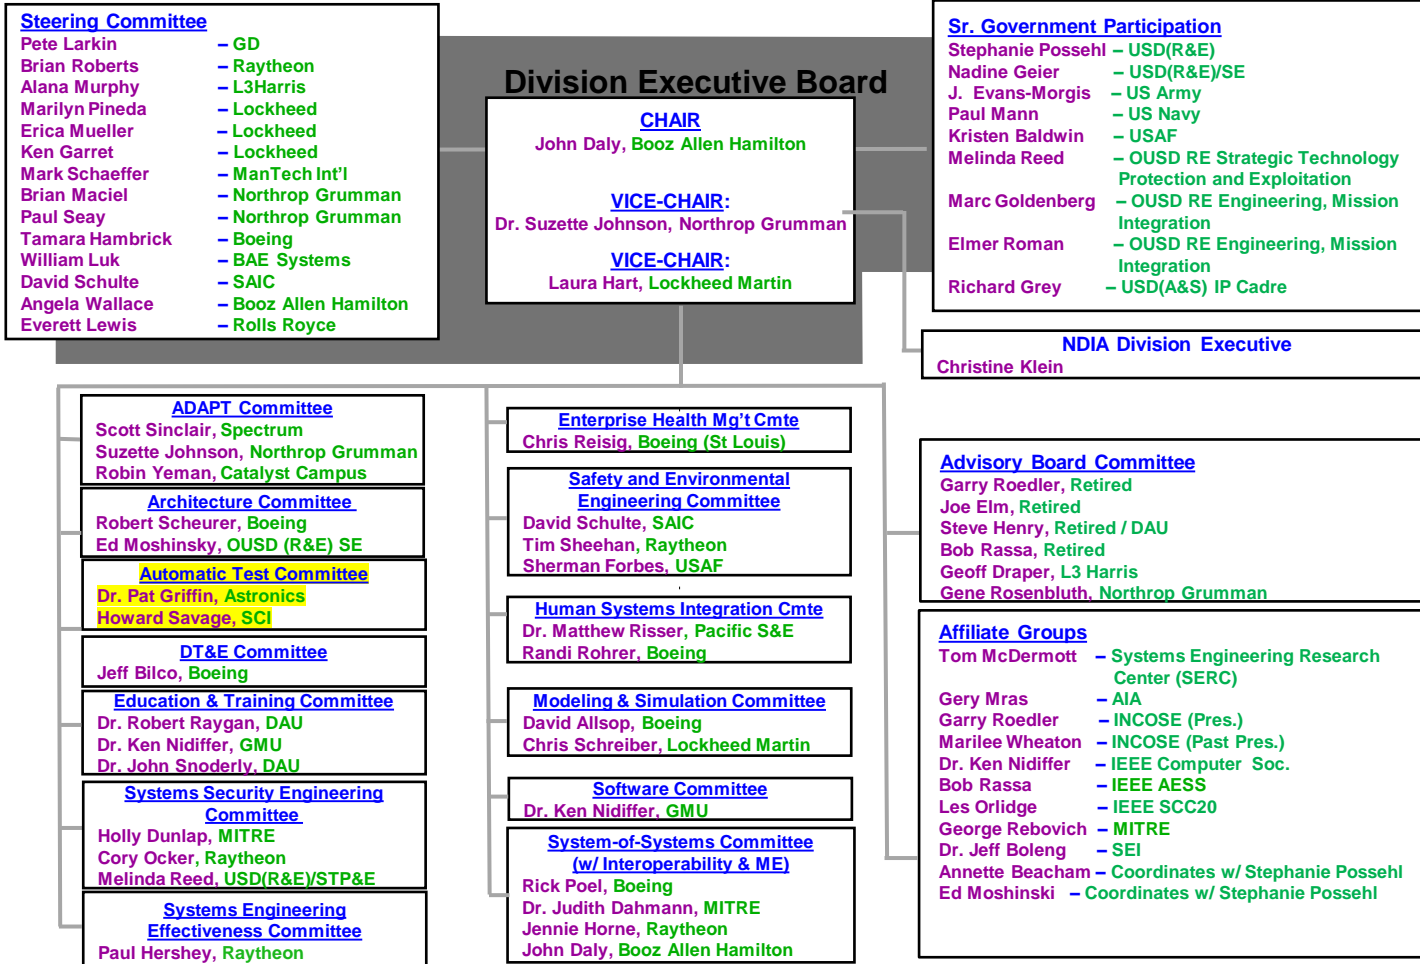 Steering Committee
Pete Larkin – GD
Brian Roberts – Raytheon
Alana Murphy – L3Harris
Marilyn Pineda – Lockheed
Erica Mueller – Lockheed
Ken Garret – Lockheed
Mark Schaeffer – ManTech Int'l
Brian Maciel – Northrop Grumman
Paul Seay – Northrop Grumman
Tamara Hambrick – Boeing
William Luk – BAE Systems
David Schulte – SAIC
Angela Wallace – Booz Allen Hamilton
Everett Lewis – Rolls Royce
Division Executive Board
CHAIR
John Daly, Booz Allen Hamilton
VICE-CHAIR:
Dr. Suzette Johnson, Northrop Grumman
VICE-CHAIR:
Laura Hart, Lockheed Martin
Sr. Government Participation
Stephanie Possehl – USD(R&E)
Nadine Geier – USD(R&E)/SE
J. Evans-Morgis – US Army
Paul Mann – US Navy
Kristen Baldwin – USAF
Melinda Reed – OUSD RE Strategic Technology
Protection and Exploitation
Marc Goldenberg – OUSD RE Engineering, Mission
Integration
Elmer Roman – OUSD RE Engineering, Mission
Integration
Richard Grey – USD(A&S) IP Cadre
NDIA Division Executive
Christine Klein
ADAPT Committee
Scott Sinclair, Spectrum
Suzette Johnson, Northrop Grumman
Robin Yeman, Catalyst Campus
Architecture Committee
Robert Scheurer, Boeing
Ed Moshinsky, OUSD (R&E) SE
Automatic Test Committee
Dr. Pat Griffin, Astronics
Howard Savage, SCI
DT&E Committee
Jeff Bilco, Boeing
Education & Training Committee
Dr. Robert Raygan, DAU
Dr. Ken Nidiffer, GMU
Dr. John Snoderly, DAU
Systems Security Engineering
Committee
Holly Dunlap, MITRE
Cory Ocker, Raytheon
Melinda Reed, USD(R&E)/STP&E
Systems Engineering
Effectiveness Committee
Paul Hershey, Raytheon
Enterprise Health Mg't Cmte
Chris Reisig, Boeing (St Louis)
Safety and Environmental
Engineering Committee
David Schulte, SAIC
Tim Sheehan, Raytheon
Sherman Forbes, USAF
Human Systems Integration Cmte
Dr. Matthew Risser, Pacific S&E
Randi Rohrer, Boeing
Modeling & Simulation Committee
David Allsop, Boeing
Chris Schreiber, Lockheed Martin
Software Committee
Dr. Ken Nidiffer, GMU
System-of-Systems Committee
(w/ Interoperability & ME)
Rick Poel, Boeing
Dr. Judith Dahmann, MITRE
Jennie Horne, Raytheon
John Daly, Booz Allen Hamilton
Advisory Board Committee
Garry Roedler, Retired
Joe Elm, Retired
Steve Henry, Retired / DAU
Bob Rassa, Retired
Geoff Draper, L3 Harris
Gene Rosenbluth, Northrop Grumman
Affiliate Groups
Tom McDermott – Systems Engineering Research
Center (SERC)
Gery Mras – AIA
Garry Roedler – INCOSE (Pres.)
Marilee Wheaton – INCOSE (Past Pres.)
Dr. Ken Nidiffer – IEEE Computer Soc.
Bob Rassa – IEEE AESS
Les Orlidge – IEEE SCC20
George Rebovich – MITRE
Dr. Jeff Boleng – SEI
Annette Beacham – Coordinates w/ Stephanie Possehl
Ed Moshinski – Coordinates w/ Stephanie Possehl